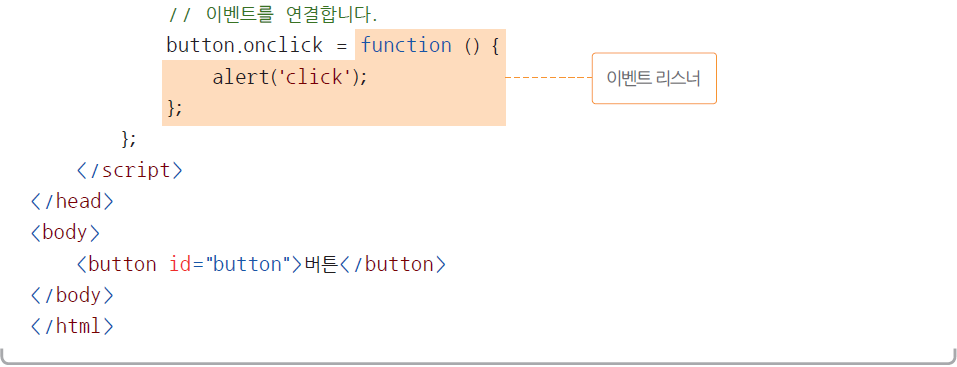 // 이벤트를 연결합니다.
button.onclick = function () {
alert('click');
};
이벤트 리스너
};
</script>
</head>
<body>
<button id="button">버튼</button>
</body>
</html>